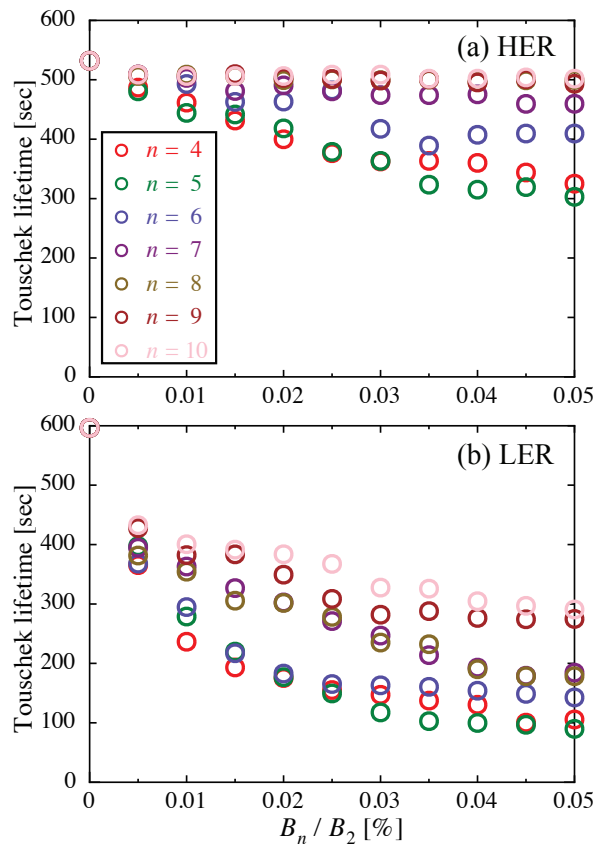 600
(a) HER
500
400
300
200
100
0
Touschek lifetime [sec]
n = 4
n = 5
n = 6
n = 7
n = 8
n = 9
n = 10
0 0.01 0.02 0.03 0.04 0.05
600
(b) LER
500
400
300
200
100
0
Touschek lifetime [sec]
0 0.01 0.02 0.03 0.04 0.05
Bn / B2 [%]